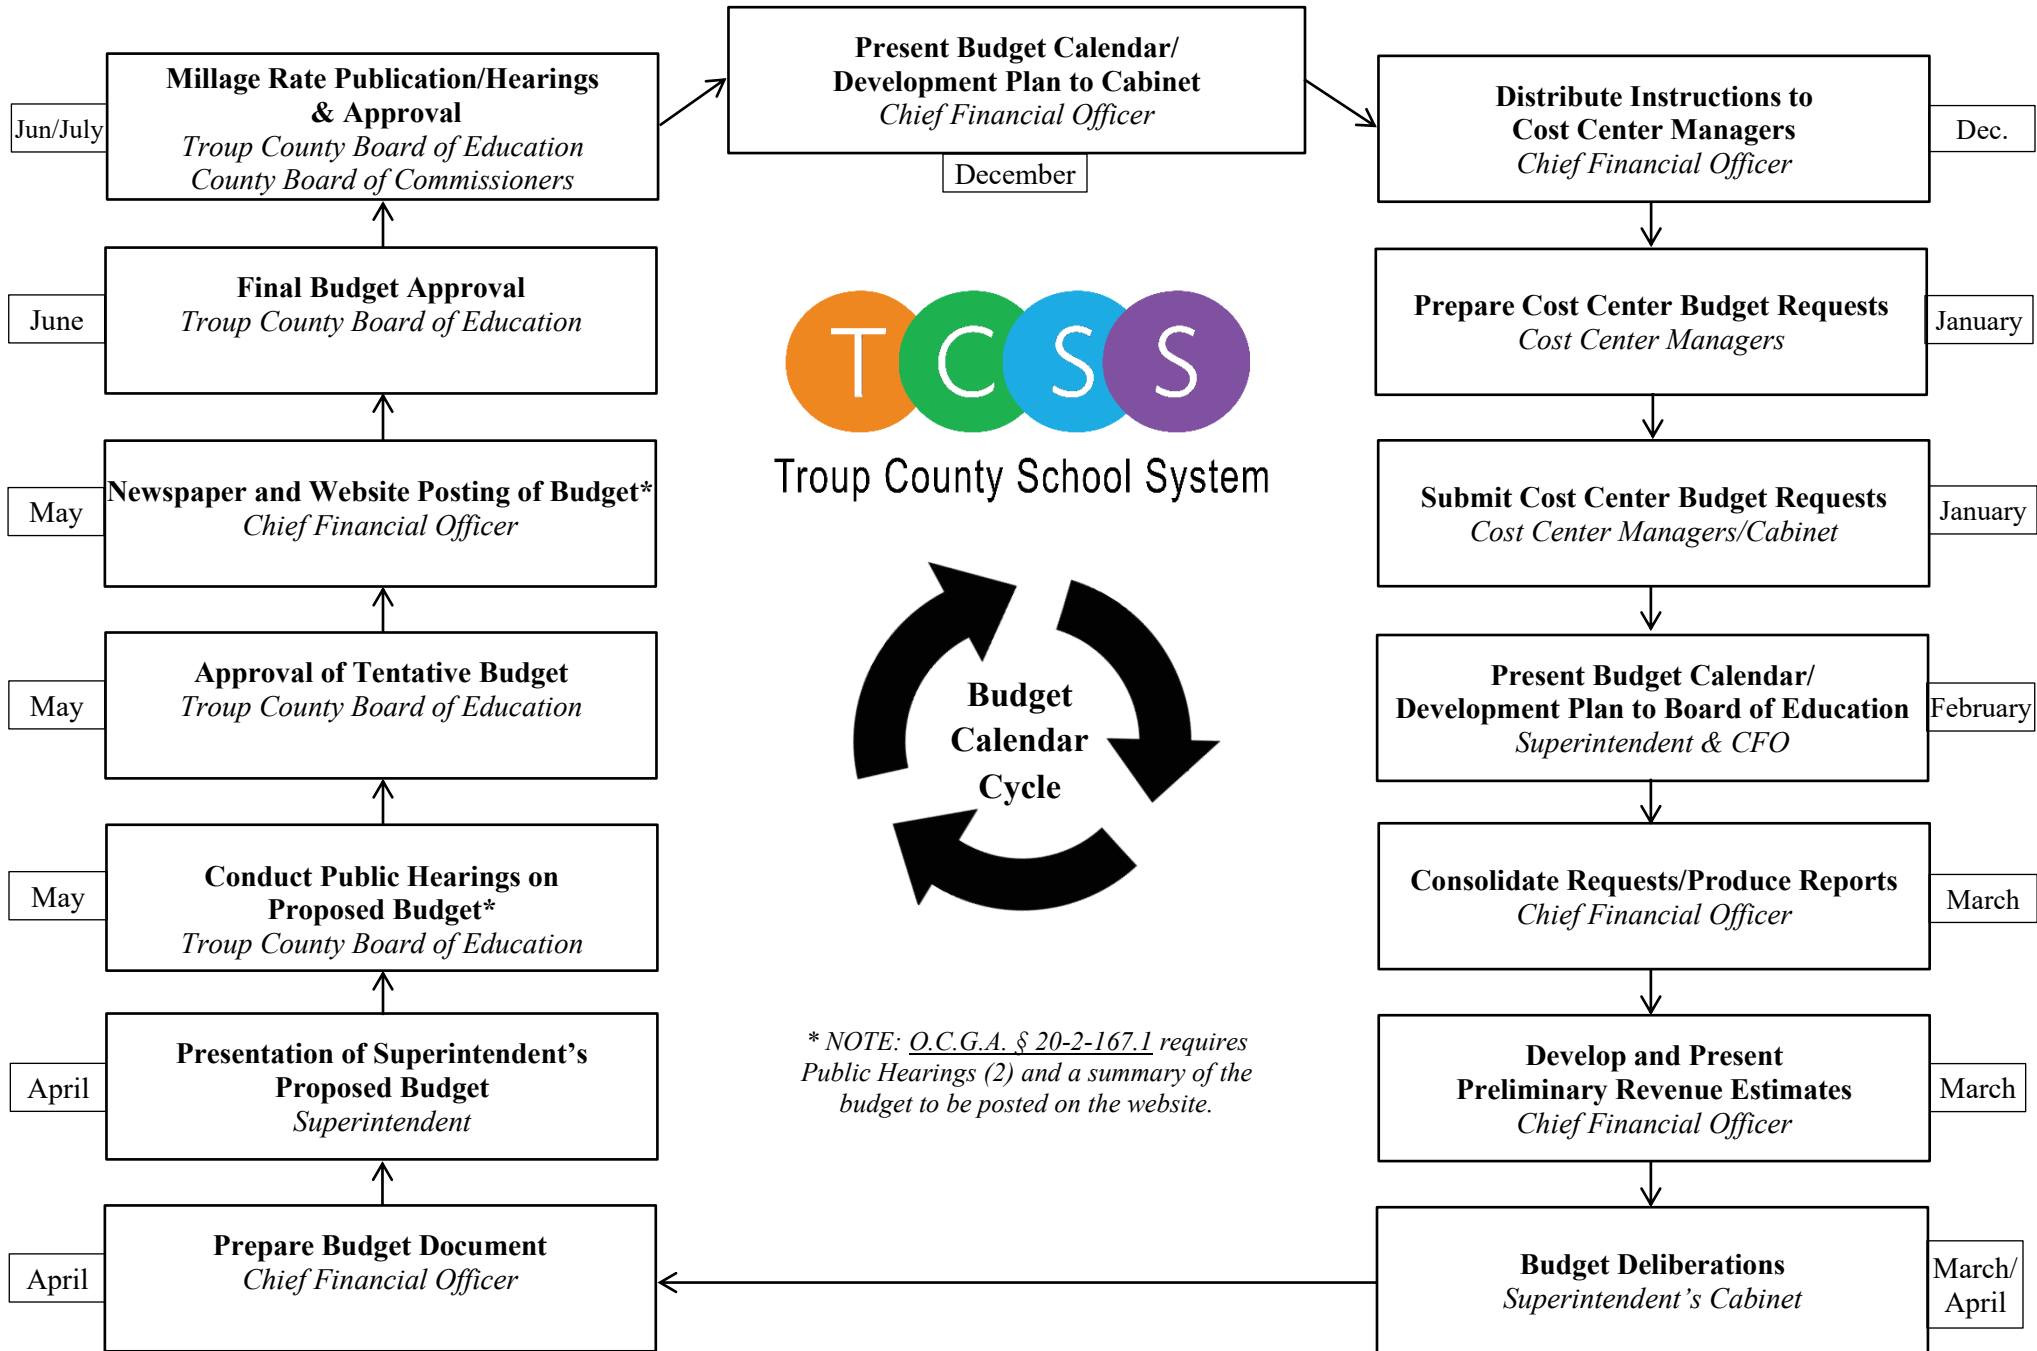 Present Budget Calendar/
Development Plan to Cabinet
Chief Financial Officer
December
Distribute Instructions to
Cost Center Managers
Chief Financial Officer
Dec.
Prepare Cost Center Budget Requests
Cost Center Managers
January
Submit Cost Center Budget Requests
Cost Center Managers/Cabinet
January
Present Budget Calendar/
Development Plan to Board of Education
Superintendent & CFO
February
Consolidate Requests/Produce Reports
Chief Financial Officer
March
Develop and Present
Preliminary Revenue Estimates
Chief Financial Officer
March
Budget Deliberations
Superintendent’s Cabinet
March/
April
Prepare Budget Document
Chief Financial Officer
April
Presentation of Superintendent’s
Proposed Budget
Superintendent
April
Conduct Public Hearings on
Proposed Budget*
Troup County Board of Education
May
Approval of Tentative Budget
Troup County Board of Education
May
Newspaper and Website Posting of Budget*
Chief Financial Officer
May
Final Budget Approval
Troup County Board of Education
June
Millage Rate Publication/Hearings
& Approval
Troup County Board of Education
County Board of Commissioners
Jun/July
TCSS
Troup County School System
Budget
Calendar
Cycle
* NOTE: O.C.G.A. § 20-2-167.1 requires
Public Hearings (2) and a summary of the
budget to be posted on the website.